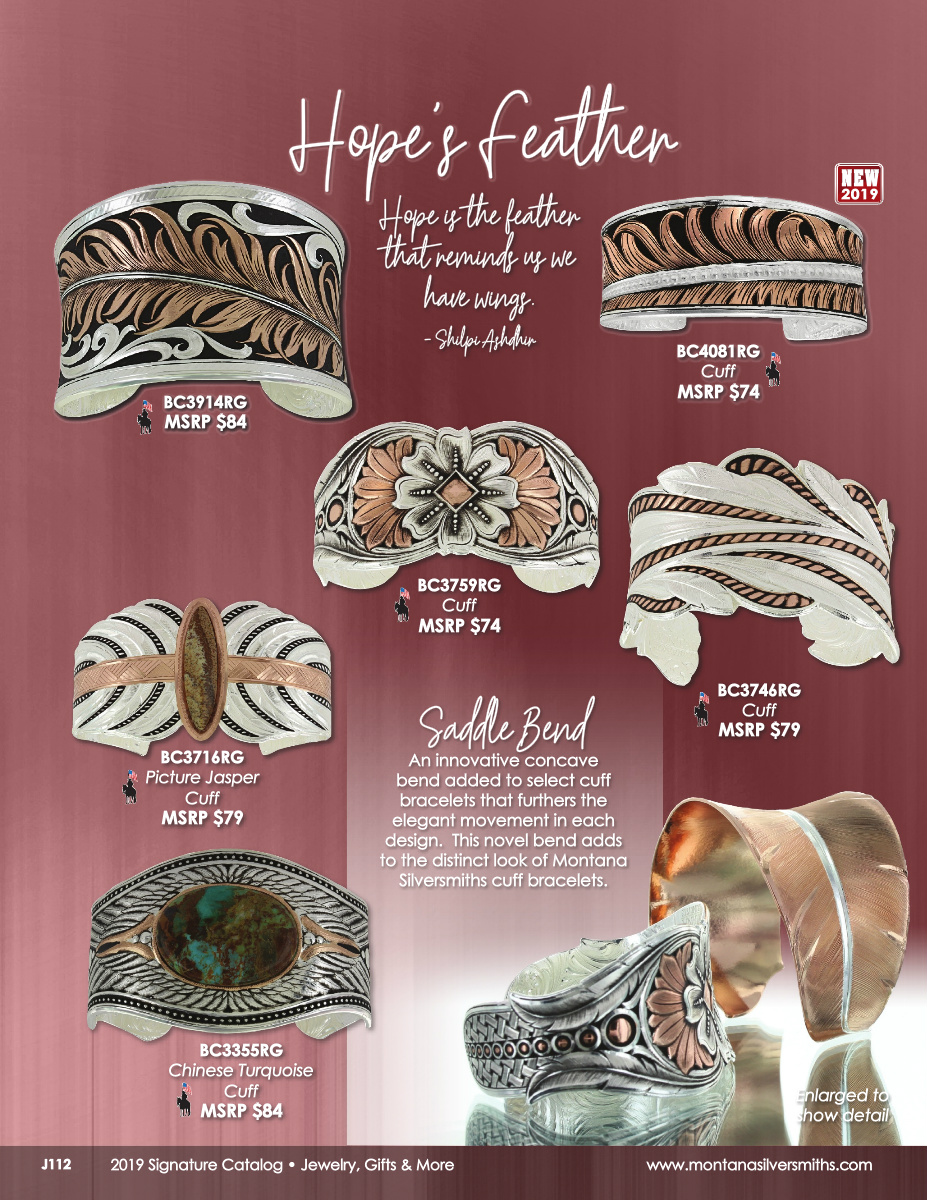 Hope's Feather
Hope is the feather
that reminds us we
have wings.
- Shilpi Ashdhir
NEW
2019
BC3914RG
MSRP $84
BC4081RG
Cuff
MSRP $74
BC3759RG
Cuff
MSRP $74
BC3746RG
Cuff
MSRP $79
BC3716RG
Picture Jasper
Cuff
MSRP $79
Saddle Bend
An innovative concave
bend added to select cuff
bracelets that furthers the
elegant movement in each
design. This novel bend adds
to the distinct look of Montana
Silversmiths cuff bracelets.
BC3355RG
Chinese Turquoise
Cuff
MSRP $84
Enlarged to
show detail
J112
2019 Signature Catalog • Jewelry, Gifts & More
www.montanasilversmiths.com